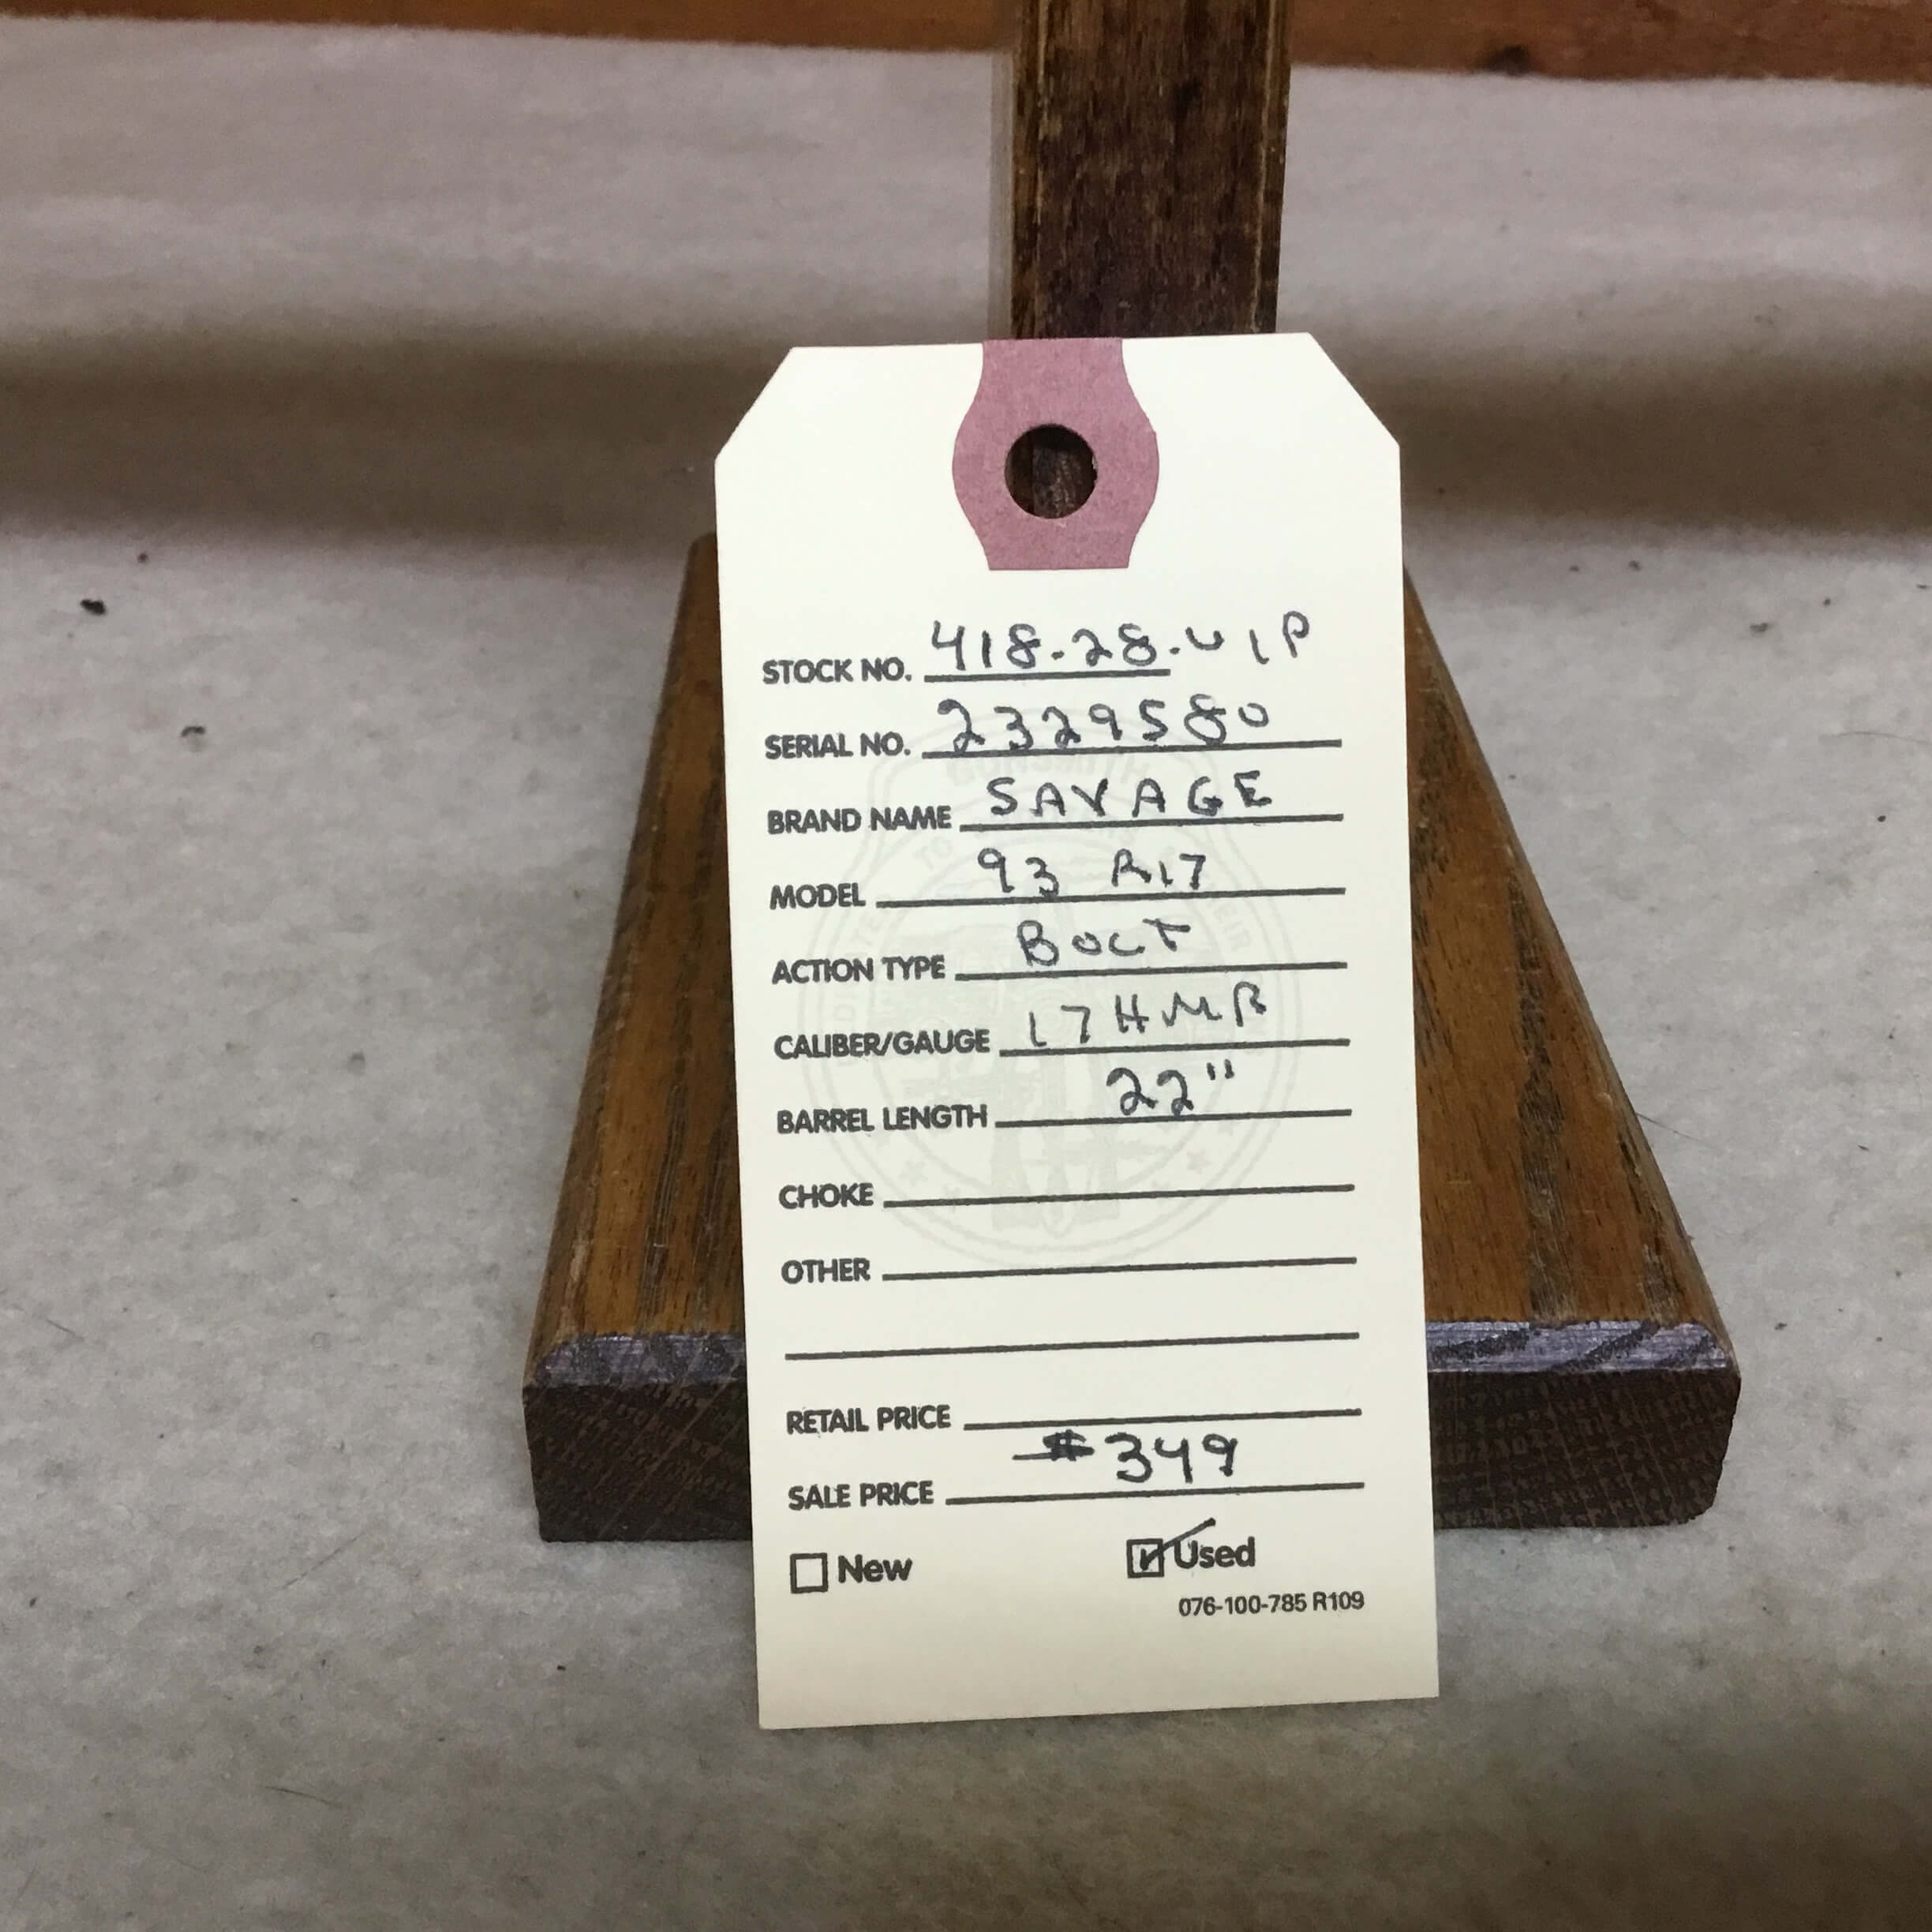 STOCK NO. 418-28-U1P
SERIAL NO. 2329580
BRAND NAME SAVAGE
MODEL 93 R17
ACTION TYPE BOLT
CALIBER/GAUGE 17 HMR
BARREL LENGTH 22"
CHOKE
OTHER
RETAIL PRICE
SALE PRICE $349
New Used
076-100-785 R109